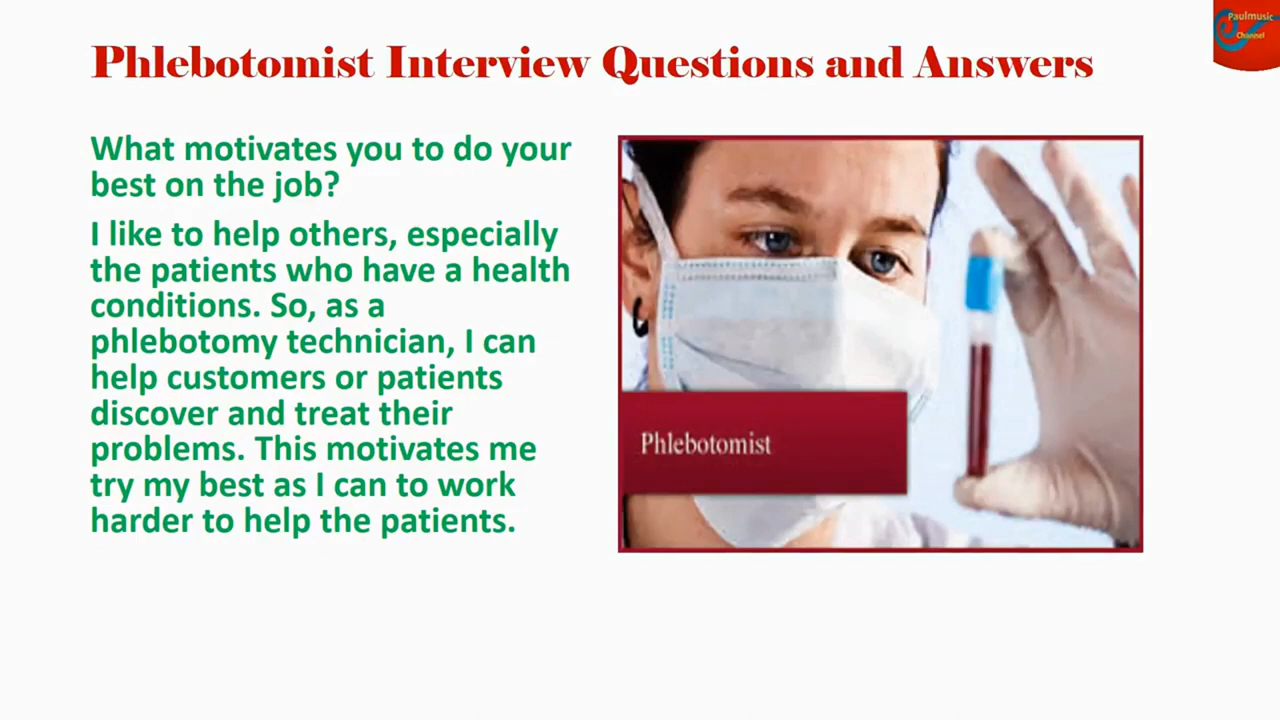 Phlebotomist Interview Questions and Answers
Paulmusic
Channel
What motivates you to do your
best on the job?
I like to help others, especially
the patients who have a health
conditions. So, as a
phlebotomy technician, I can
help customers or patients
discover and treat their
problems. This motivates me
try my best as I can to work
harder to help the patients.
Phlebotomist